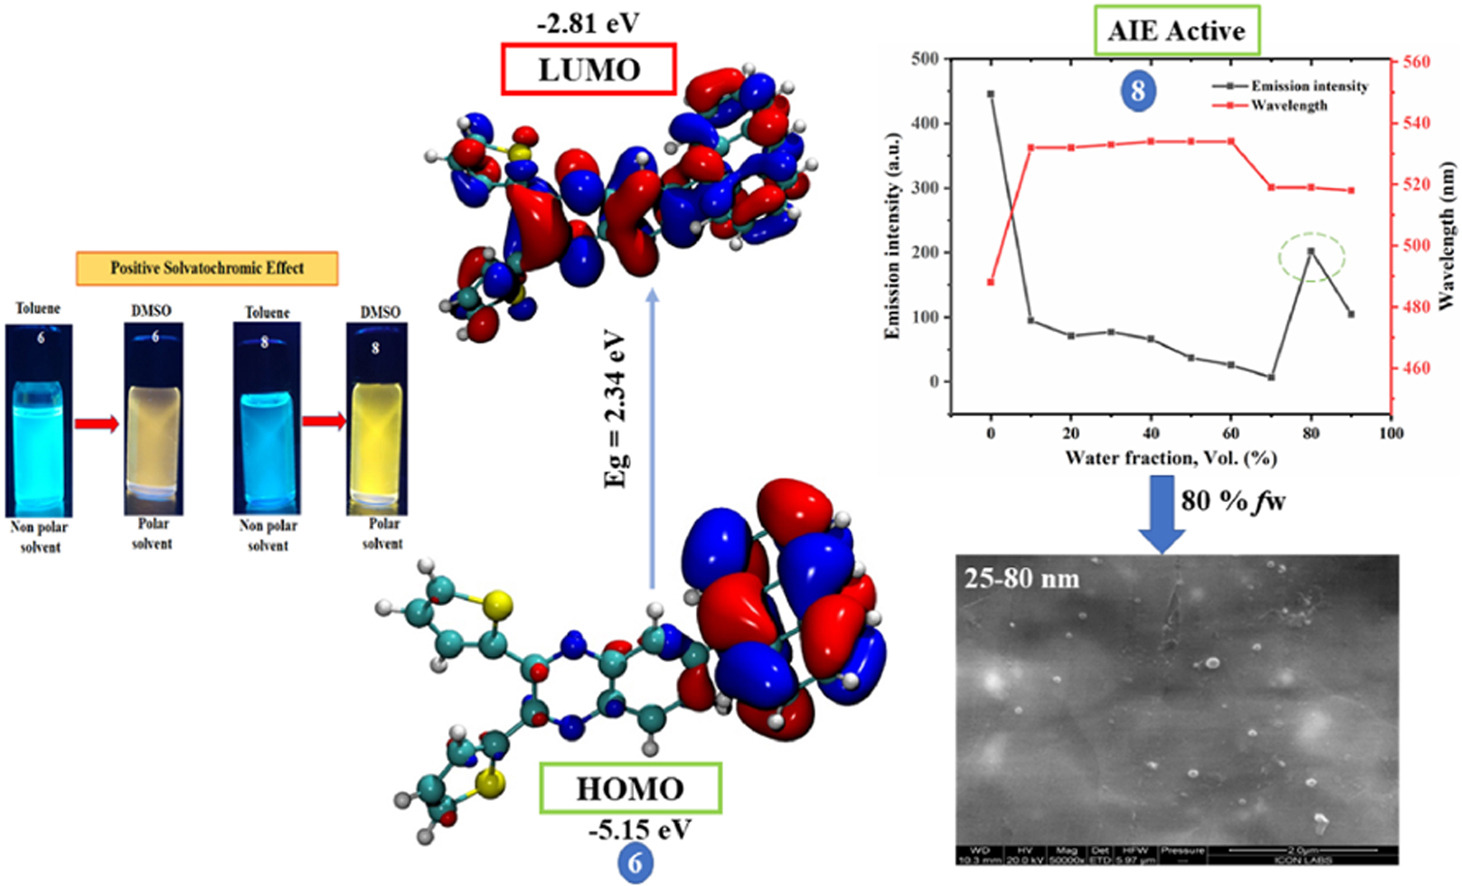 Positive Solvatochromic Effect
Toluene
DMSO
Toluene
DMSO
6
6
8
8
Non polar
solvent
Polar
solvent
Non polar
solvent
Polar
solvent
-2.81 eV
LUMO
Eg = 2.34 eV
HOMO
-5.15 eV
6
AIE Active
8
Emission intensity
Wavelength
Emission intensity (a.u.)
500
400
300
200
100
0
Wavelength (nm)
560
540
520
500
480
460
0 20 40 60 80 100
Water fraction, Vol. (%)
80 % fw
25-80 nm
WD HV Mag Det HFW Pressure 2.0µm
10.3 mm 20.0 kV 50000x ETD 5.97 µm --- ICON LABS